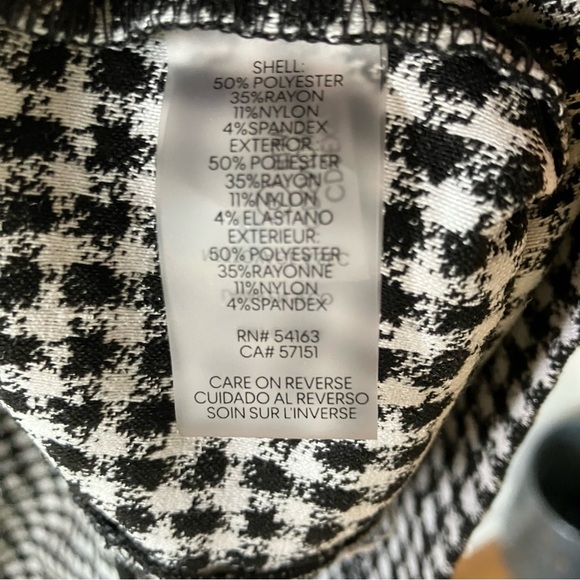 SHELL:
50% POLYESTER
35%RAYON
11%NYLON
4%SPANDEX
EXTERIOR:
50% POLIESTER
35%RAYON
11%NYLON
4% ELASTANO
EXTERIEUR:
50% POLYESTER
35%RAYONNE
11%NYLON
4%SPANDEX
RN# 54163
CA# 57151
CARE ON REVERSE
CUIDADO AL REVERSO
SOIN SUR L'INVERSE